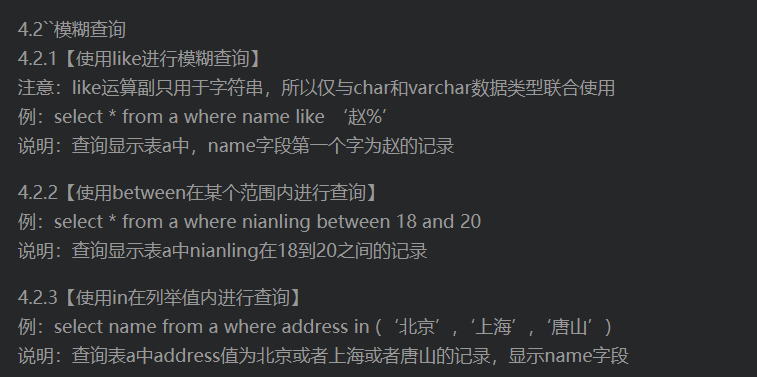 4.2``模糊查询
4.2.1【使用like进行模糊查询】
注意：like运算副只用于字符串，所以仅与char和varchar数据类型联合使用
例：select * from a where name like ‘赵%’
说明：查询显示表a中，name字段第一个字为赵的记录
4.2.2【使用between在某个范围内进行查询】
例：select * from a where nianling between 18 and 20
说明：查询显示表a中nianling在18到20之间的记录
4.2.3【使用in在列举值内进行查询】
例：select name from a where address in (‘北京’,‘上海’,‘唐山’)
说明：查询表a中address值为北京或者上海或者唐山的记录，显示name字段